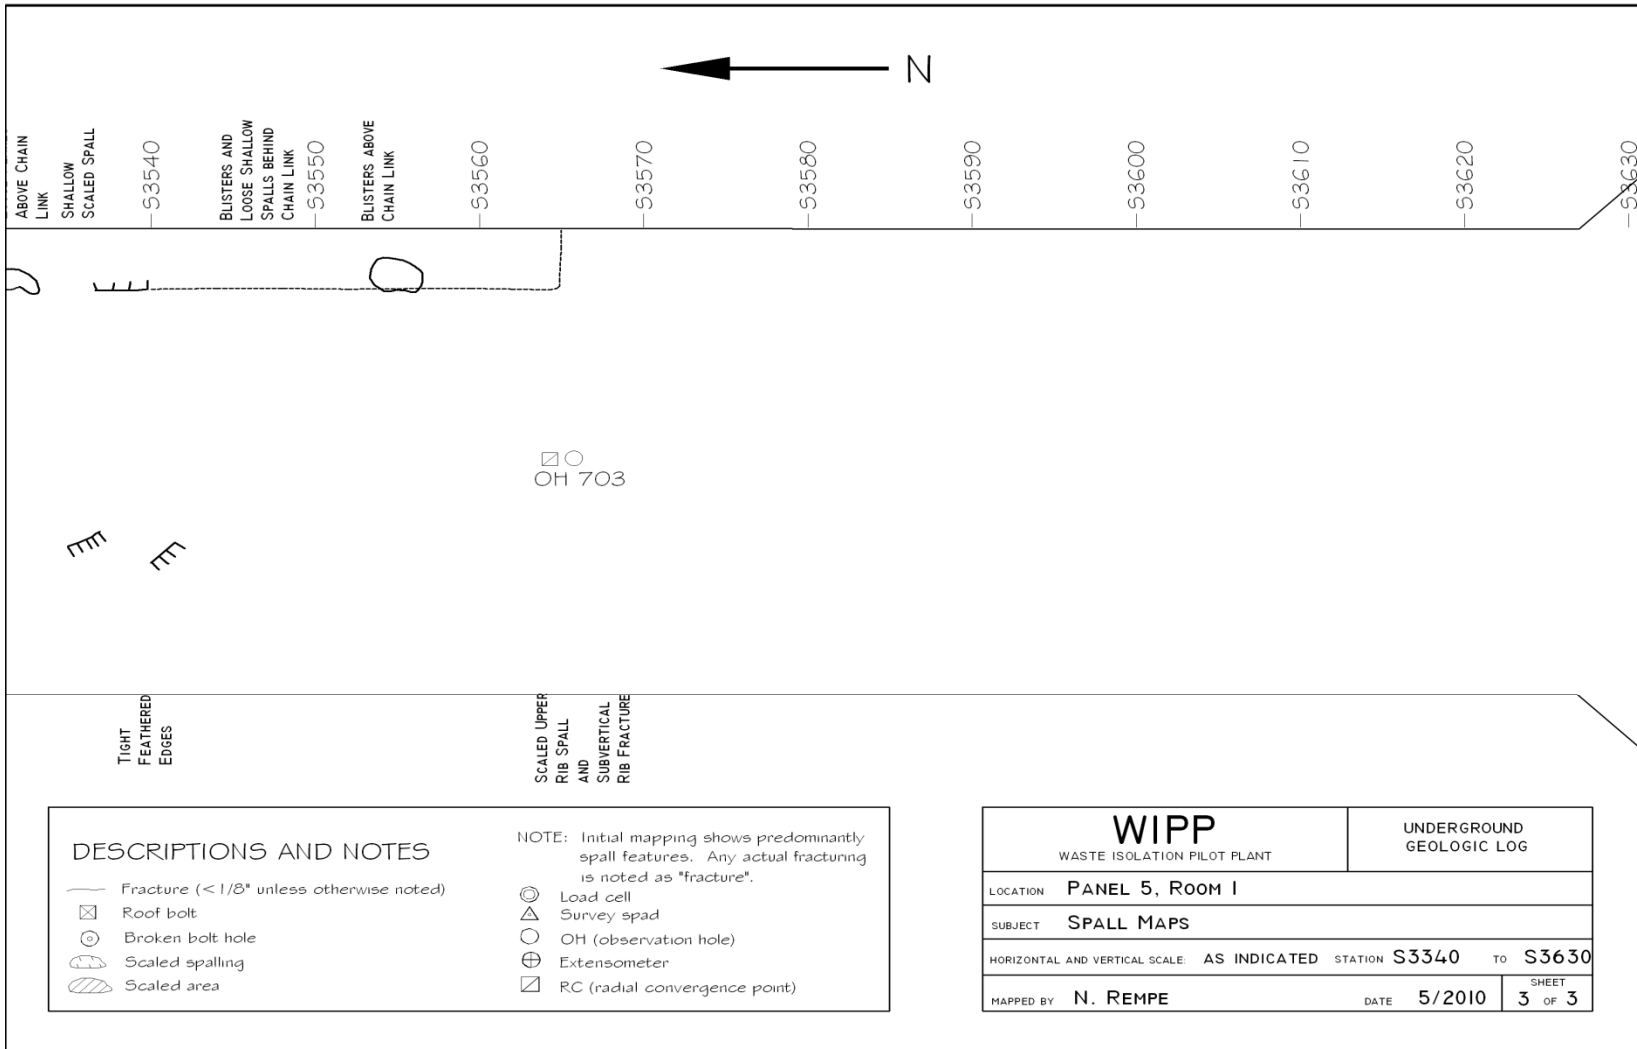 N
ABOVE CHAIN
LINK
SHALLOW
SCALED SPALL
S3540
BLISTERS AND
LOOSE SHALLOW
SPALLS BEHIND
CHAIN LINK
S3550
BLISTERS ABOVE
CHAIN LINK
S3560
S3570
S3580
S3590
S3600
S3610
S3620
S3630
OH 703
TIGHT
FEATHERED
EDGES
SCALED UPPER
RIB SPALL
AND
SUBVERTICAL
RIB FRACTURE
DESCRIPTIONS AND NOTES
Fracture (<1/8" unless otherwise noted)
Roof bolt
Broken bolt hole
Scaled spalling
Scaled area
NOTE: Initial mapping shows predominantly
spall features. Any actual fracturing
is noted as "fracture".
Load cell
Survey spad
OH (observation hole)
Extensometer
RC (radial convergence point)
WIPP
WASTE ISOLATION PILOT PLANT
UNDERGROUND
GEOLOGIC LOG
LOCATION PANEL 5, ROOM 1
SUBJECT SPALL MAPS
HORIZONTAL AND VERTICAL SCALE: AS INDICATED STATION S3340 TO S3630
MAPPED BY N. REMPE DATE 5/2010
SHEET
3 OF 3